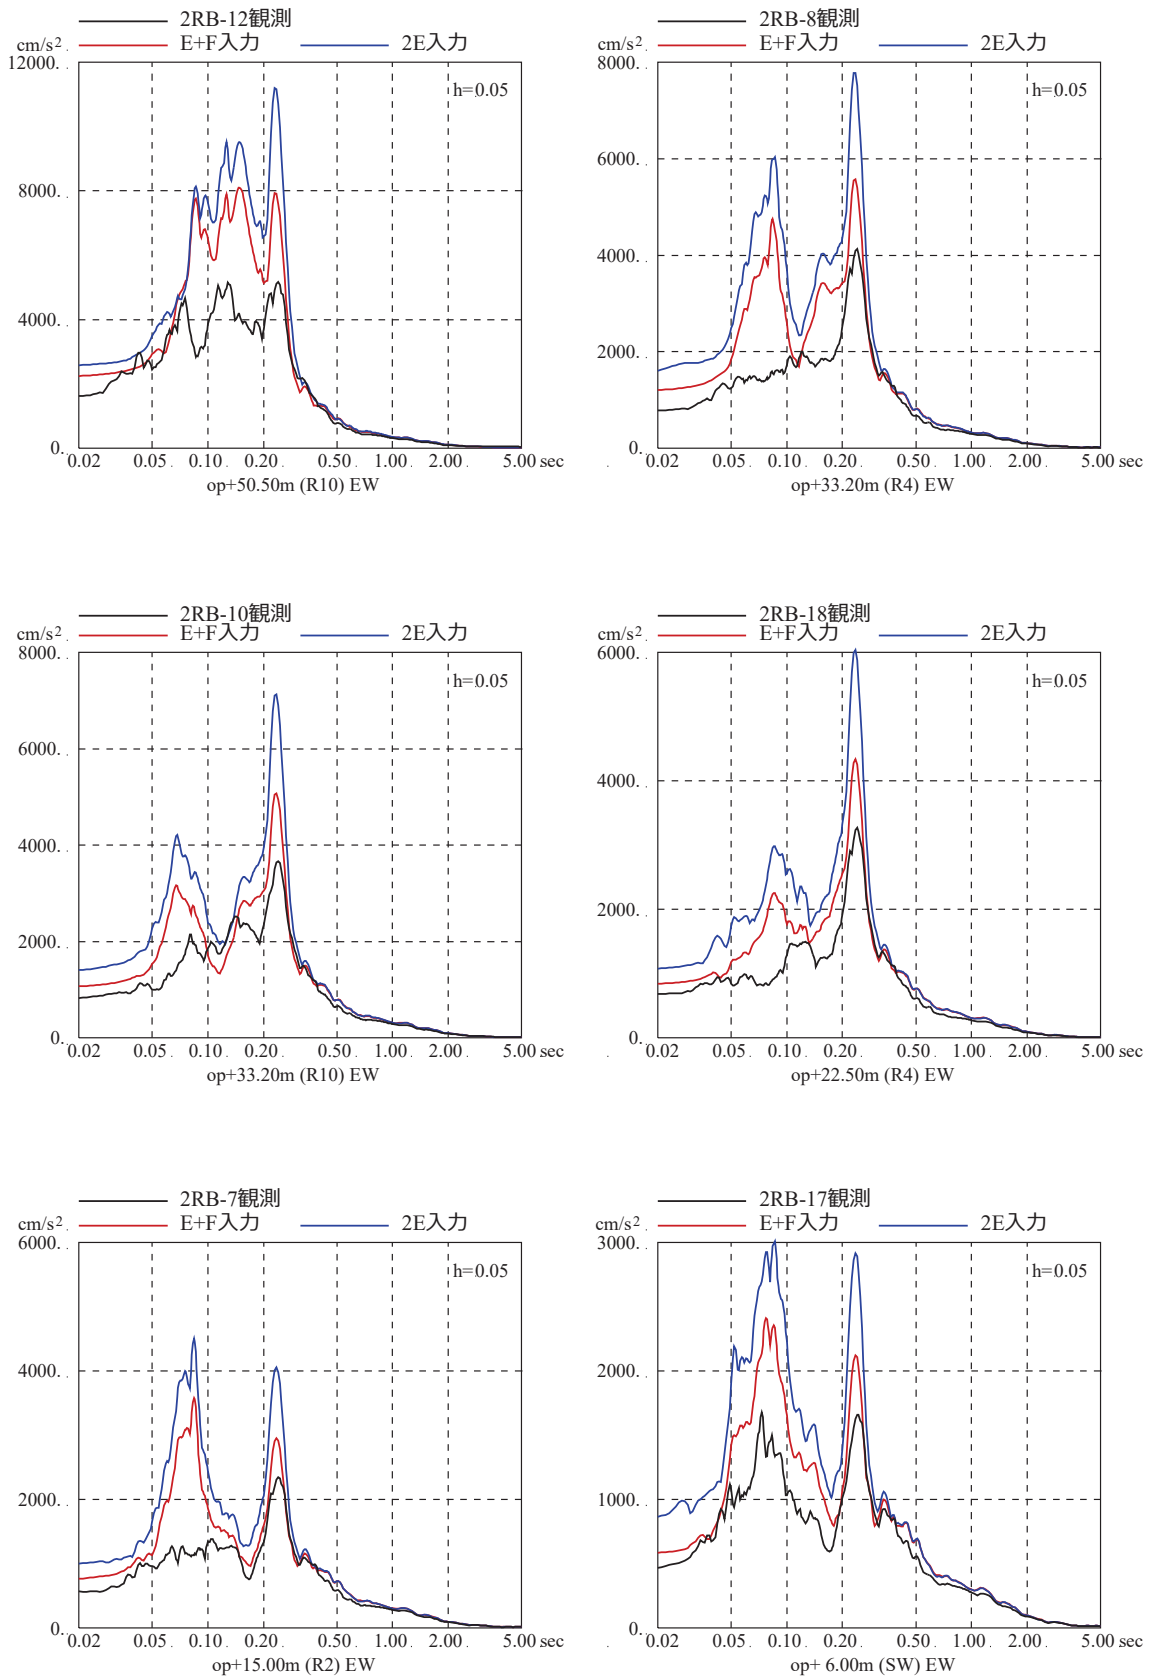 2RB-12観測
cm/s² E+F入力 2E入力
12000.
h=0.05
8000.
4000.
0.
0.02 0.05 0.10 0.20 0.50 1.00 2.00 5.00 sec
op+50.50m (R10) EW
2RB-8観測
cm/s² E+F入力 2E入力
8000.
h=0.05
6000.
4000.
2000.
0.
0.02 0.05 0.10 0.20 0.50 1.00 2.00 5.00 sec
op+33.20m (R4) EW
2RB-10観測
cm/s² E+F入力 2E入力
8000.
h=0.05
6000.
4000.
2000.
0.
0.02 0.05 0.10 0.20 0.50 1.00 2.00 5.00 sec
op+33.20m (R10) EW
2RB-18観測
cm/s² E+F入力 2E入力
6000.
h=0.05
4000.
2000.
0.
0.02 0.05 0.10 0.20 0.50 1.00 2.00 5.00 sec
op+22.50m (R4) EW
2RB-7観測
cm/s² E+F入力 2E入力
6000.
h=0.05
4000.
2000.
0.
0.02 0.05 0.10 0.20 0.50 1.00 2.00 5.00 sec
op+15.00m (R2) EW
2RB-17観測
cm/s² E+F入力 2E入力
3000.
h=0.05
2000.
1000.
0.
0.02 0.05 0.10 0.20 0.50 1.00 2.00 5.00 sec
op+ 6.00m (SW) EW